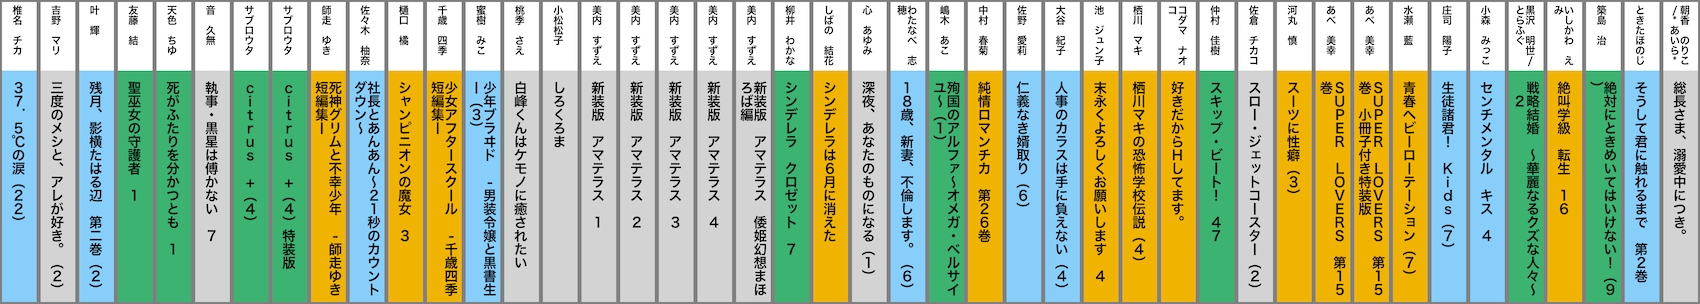 朝香 のりこ
/* あいら*
総長さま、溺愛中につき。
ときたほのじ
そうして君に触れるまで 第2巻
築島 治
絶対にときめいてはいけない！（9
）
黒沢 明世/
とらふぐ
戦略結婚 ～華麗なるクズな人々～
2
いしかわ え
み
絶叫学級 転生 16
小森 みっこ
センチメンタル キス 4
庄司 陽子
生徒諸君！ Kids（7）
水瀬 藍
青春ヘビーローテーション（7）
あべ 美幸
SUPER LOVERS 第15
巻 小冊子付き特装版
あべ 美幸
SUPER LOVERS 第15
巻
河丸 慎
スーツに性癖（3）
佐倉 チカコ
スロー・ジェットコースター（2）
仲村 佳樹
スキップ・ビート！ 47
コダマ ナオ
コ
好きだからHしてます。
栖川 マキ
栖川マキの恐怖学校伝説（4）
池 ジュン子
末永くよろしくお願いします 4
大谷 紀子
人事のカラスは手に負えない（4）
佐野 愛莉
仁義なき婿取り（6）
中村 春菊
純情ロマンチカ 第26巻
嶋木 あこ
殉国のアルファ～オメガ・ベルサイ
ユ～（1）
わたなべ 志
穂
18歳、新妻、不倫します。（6）
心 あゆみ
深夜、あなたのものになる（1）
しばの 結花
シンデレラは6月に消えた
柳井 わかな
シンデレラ クロゼット 7
美内 すずえ
新装版 アマテラス 倭姫幻想まほ
ろば編
美内 すずえ
新装版 アマテラス 4
美内 すずえ
新装版 アマテラス 3
美内 すずえ
新装版 アマテラス 2
美内 すずえ
新装版 アマテラス 1
小松松子
しろくろま
桃季 さえ
白峰くんはケモノに癒されたい
蜜樹 みこ
少年ブラヰド -男装令嬢と黒書生
ー（3）
千歳 四季
少女アフタースクール -千歳四季
短編集ー
樋口 橘
シャンピニオンの魔女 3
佐々木 柚奈
社長とあんあん～21秒のカウント
ダウン～
師走 ゆき
死神グリムと不幸少年 -師走ゆき
短編集ー
サブロウタ
citrus +（4）特装版
サブロウタ
citrus +（4）
音 久無
執事・黒星は傅かない 7
天色 ちゆ
死がふたりを分かつとも 1
友藤 結
聖巫女の守護者 1
叶 輝
残月、影横たはる辺 第二巻（2）
吉野 マリ
三度のメシと、アレが好き。（2）
椎名 チカ
37.5℃の涙（22）